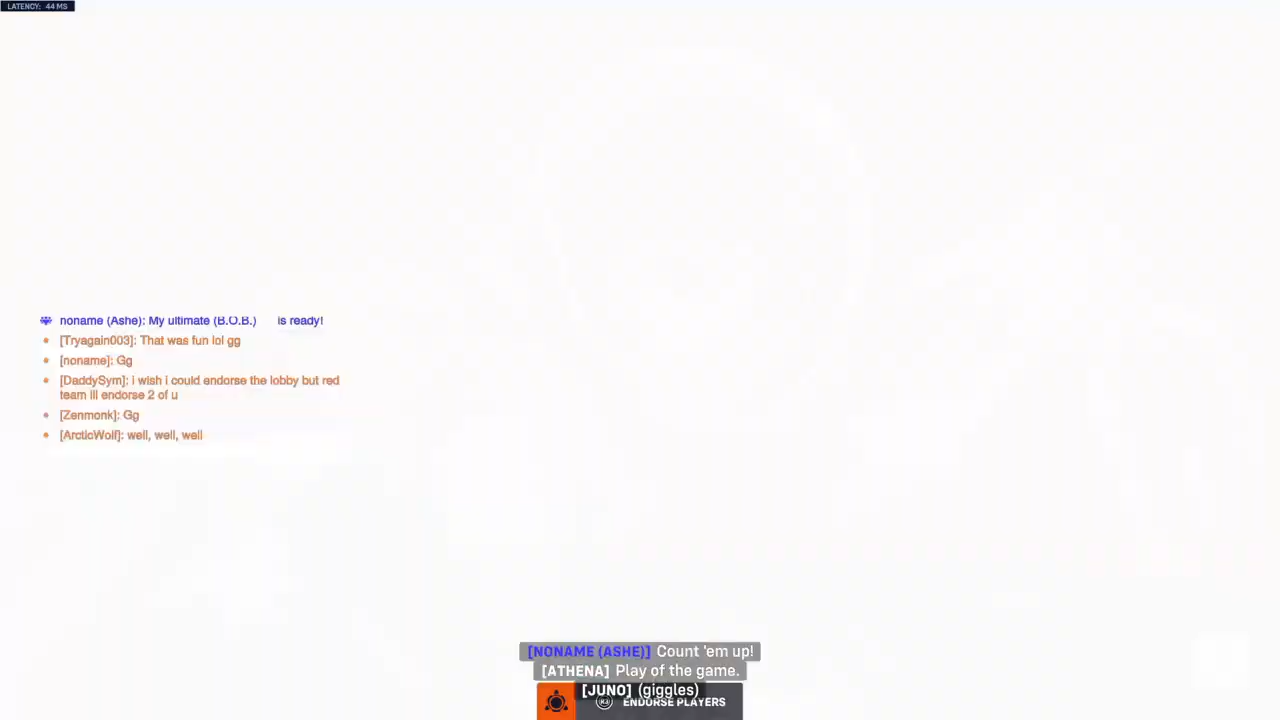 LATENCY: 44 MS
noname (Ashe): My ultimate (B.O.B.) is ready!
[Tryagain003]: That was fun lol gg
[noname]: Gg
[DaddySym]: i wish i could endorse the lobby but red
team ill endorse 2 of u
[Zenmonk]: Gg
[ArcticWolf]: well, well, well
[NONAME (ASHE)] Count 'em up!
[ATHENA] Play of the game.
[JUNO] (giggles)
R3 ENDORSE PLAYERS